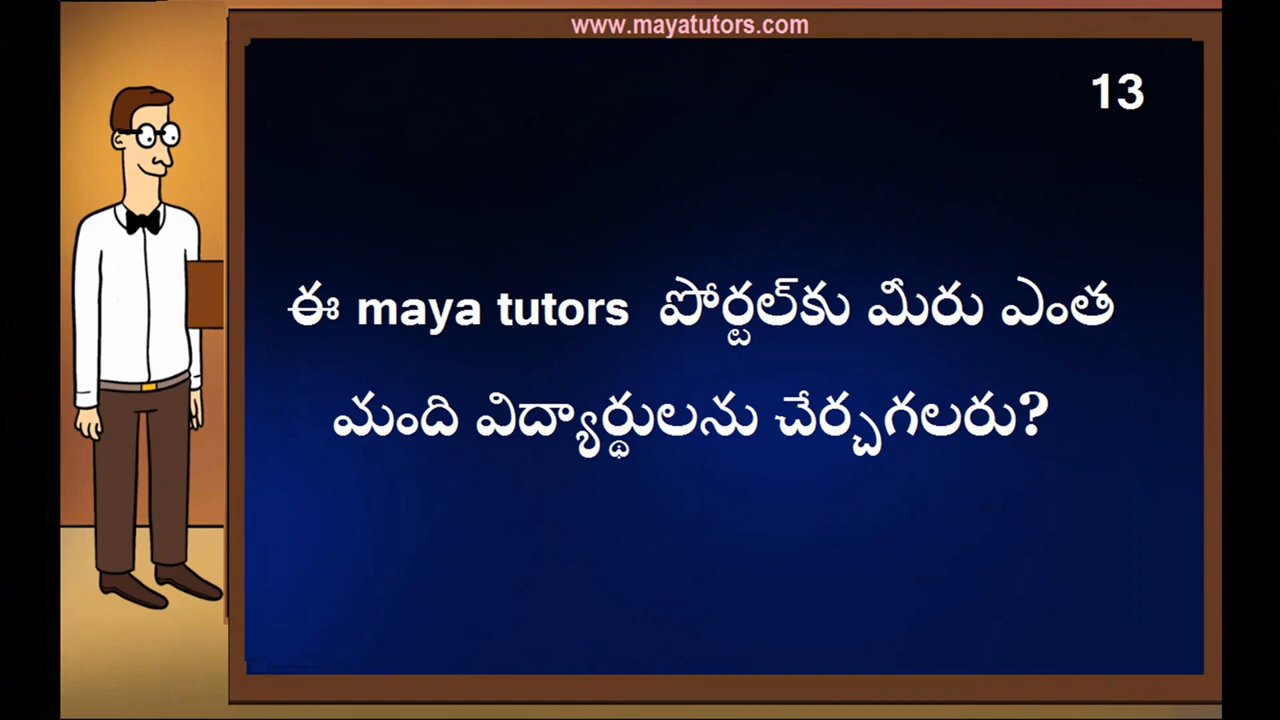 www.mayatutors.com
13
ఈ maya tutors పోర్టల్‌కు మీరు ఎంత
మంది విద్యార్థులను చేర్చగలరు?